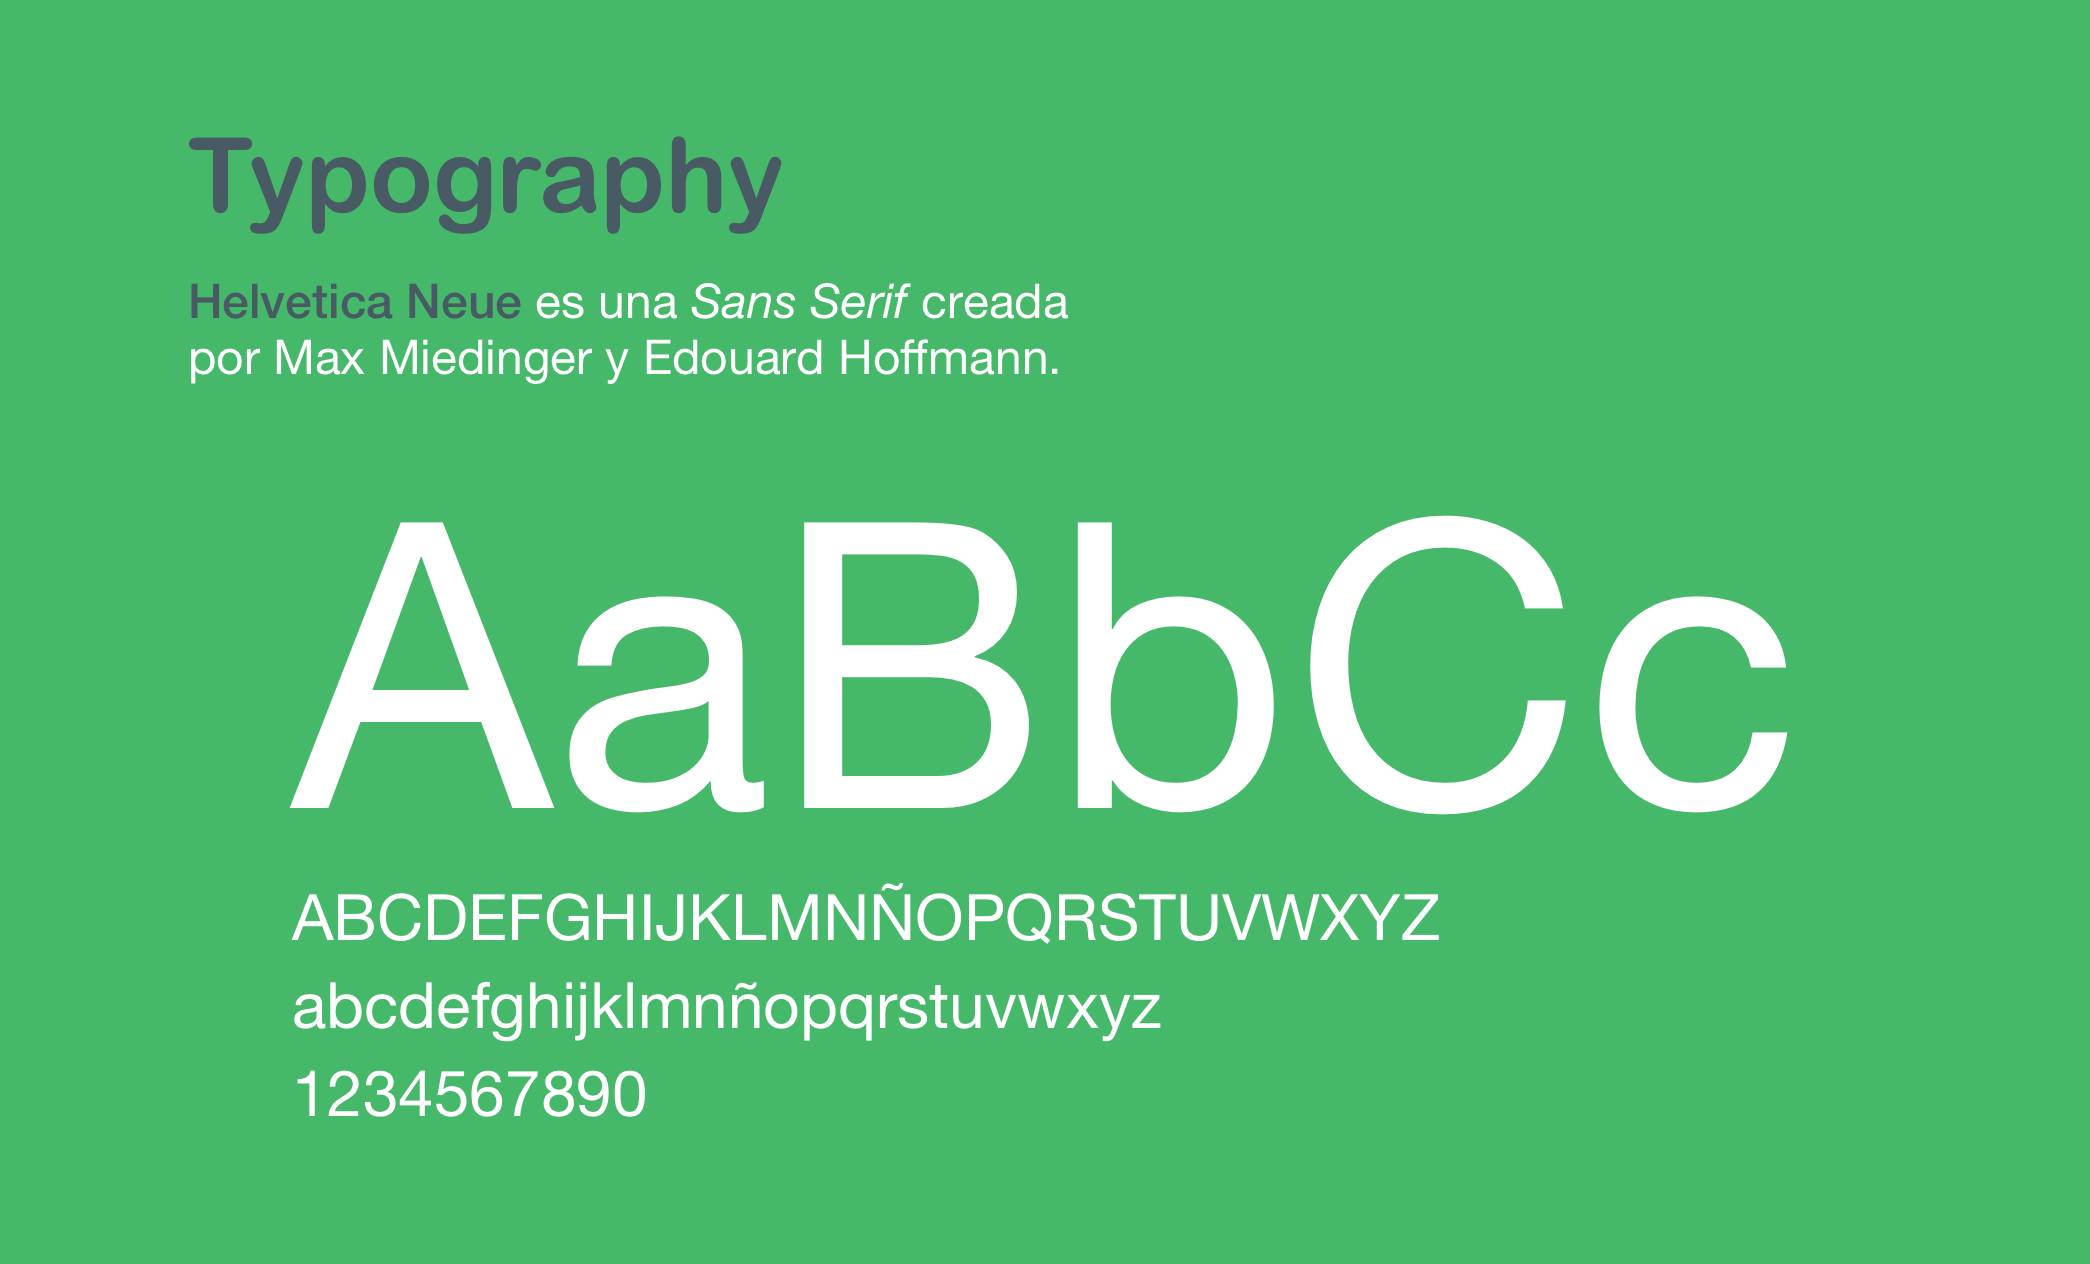 Typography
Helvetica Neue es una Sans Serif creada
por Max Miedinger y Edouard Hoffmann.
AaBbCc
ABCDEFGHIJKLMNÑOPQRSTUVWXYZ
abcdefghijklmnñopqrstuvwxyz
1234567890